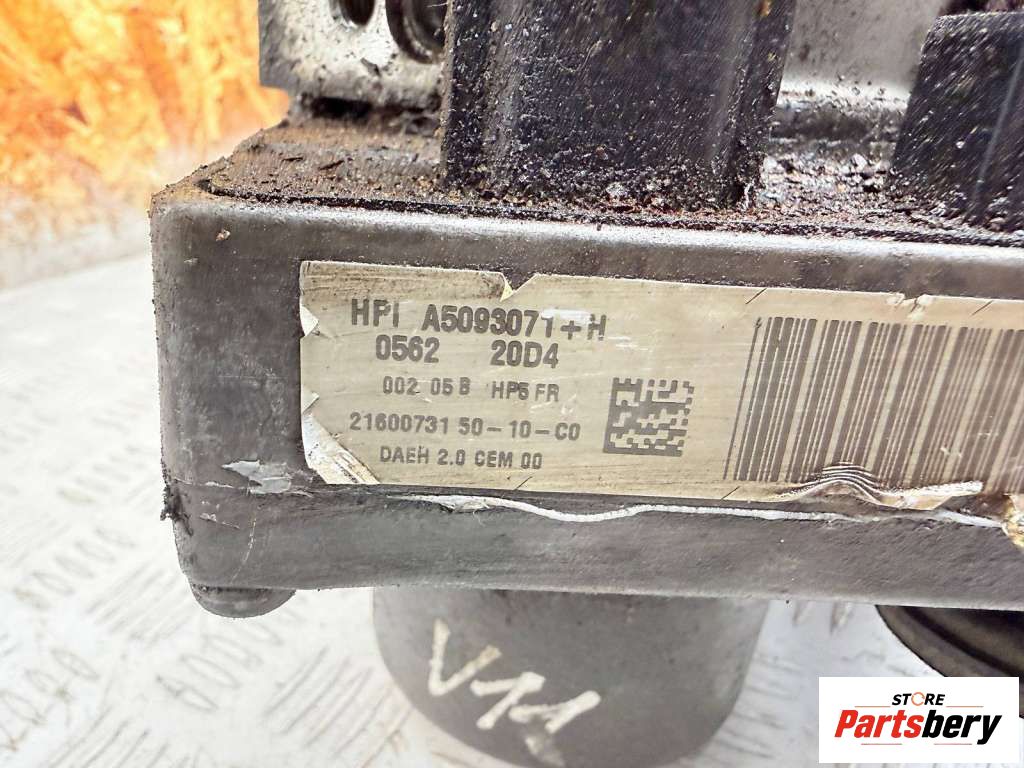 HPI A5093071+H
0562 20D4
002 05 B HP5 FR
21600731 50-10-C0
DAEH 2.0 CEM 00
H
V11
STORE
Partsbery